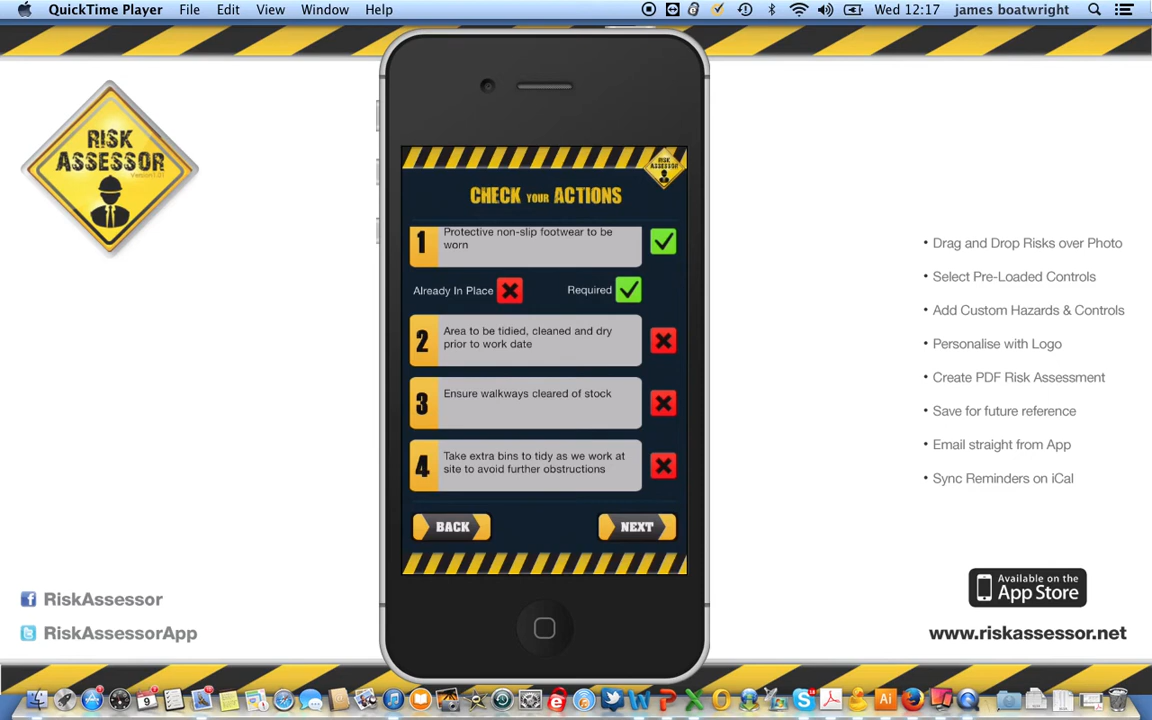 QuickTime Player File Edit View Window Help
Wed 12:17 james boatwright
RISK
ASSESSOR
Version1.01
RISK
ASSESSOR
CHECK YOUR ACTIONS
1 Protective non-slip footwear to be
worn
Already In Place
Required
2 Area to be tidied, cleaned and dry
prior to work date
3 Ensure walkways cleared of stock
4 Take extra bins to tidy as we work at
site to avoid further obstructions
BACK
NEXT
• Drag and Drop Risks over Photo
• Select Pre-Loaded Controls
• Add Custom Hazards & Controls
• Personalise with Logo
• Create PDF Risk Assessment
• Save for future reference
• Email straight from App
• Sync Reminders on iCal
RiskAssessor
RiskAssessorApp
Available on the
App Store
www.riskassessor.net